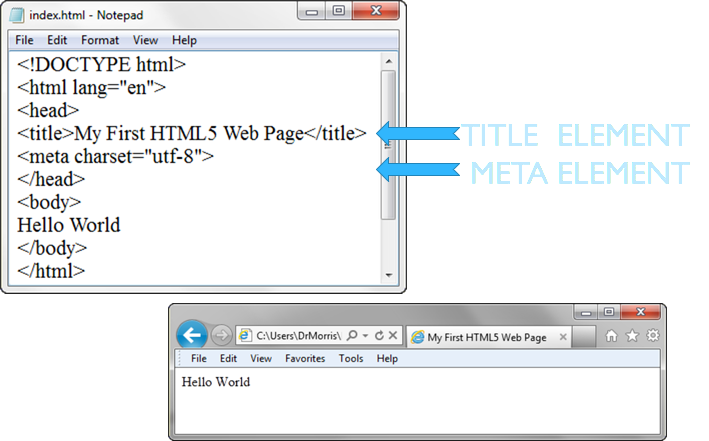 index.html - Notepad
File Edit Format View Help
<!DOCTYPE html>
<html lang="en">
<head>
<title>My First HTML5 Web Page</title>
<meta charset="utf-8">
</head>
<body>
Hello World
</body>
</html>
TITLE ELEMENT
META ELEMENT
C:\Users\DrMorris\
My First HTML5 Web Page
File Edit View Favorites Tools Help
Hello World